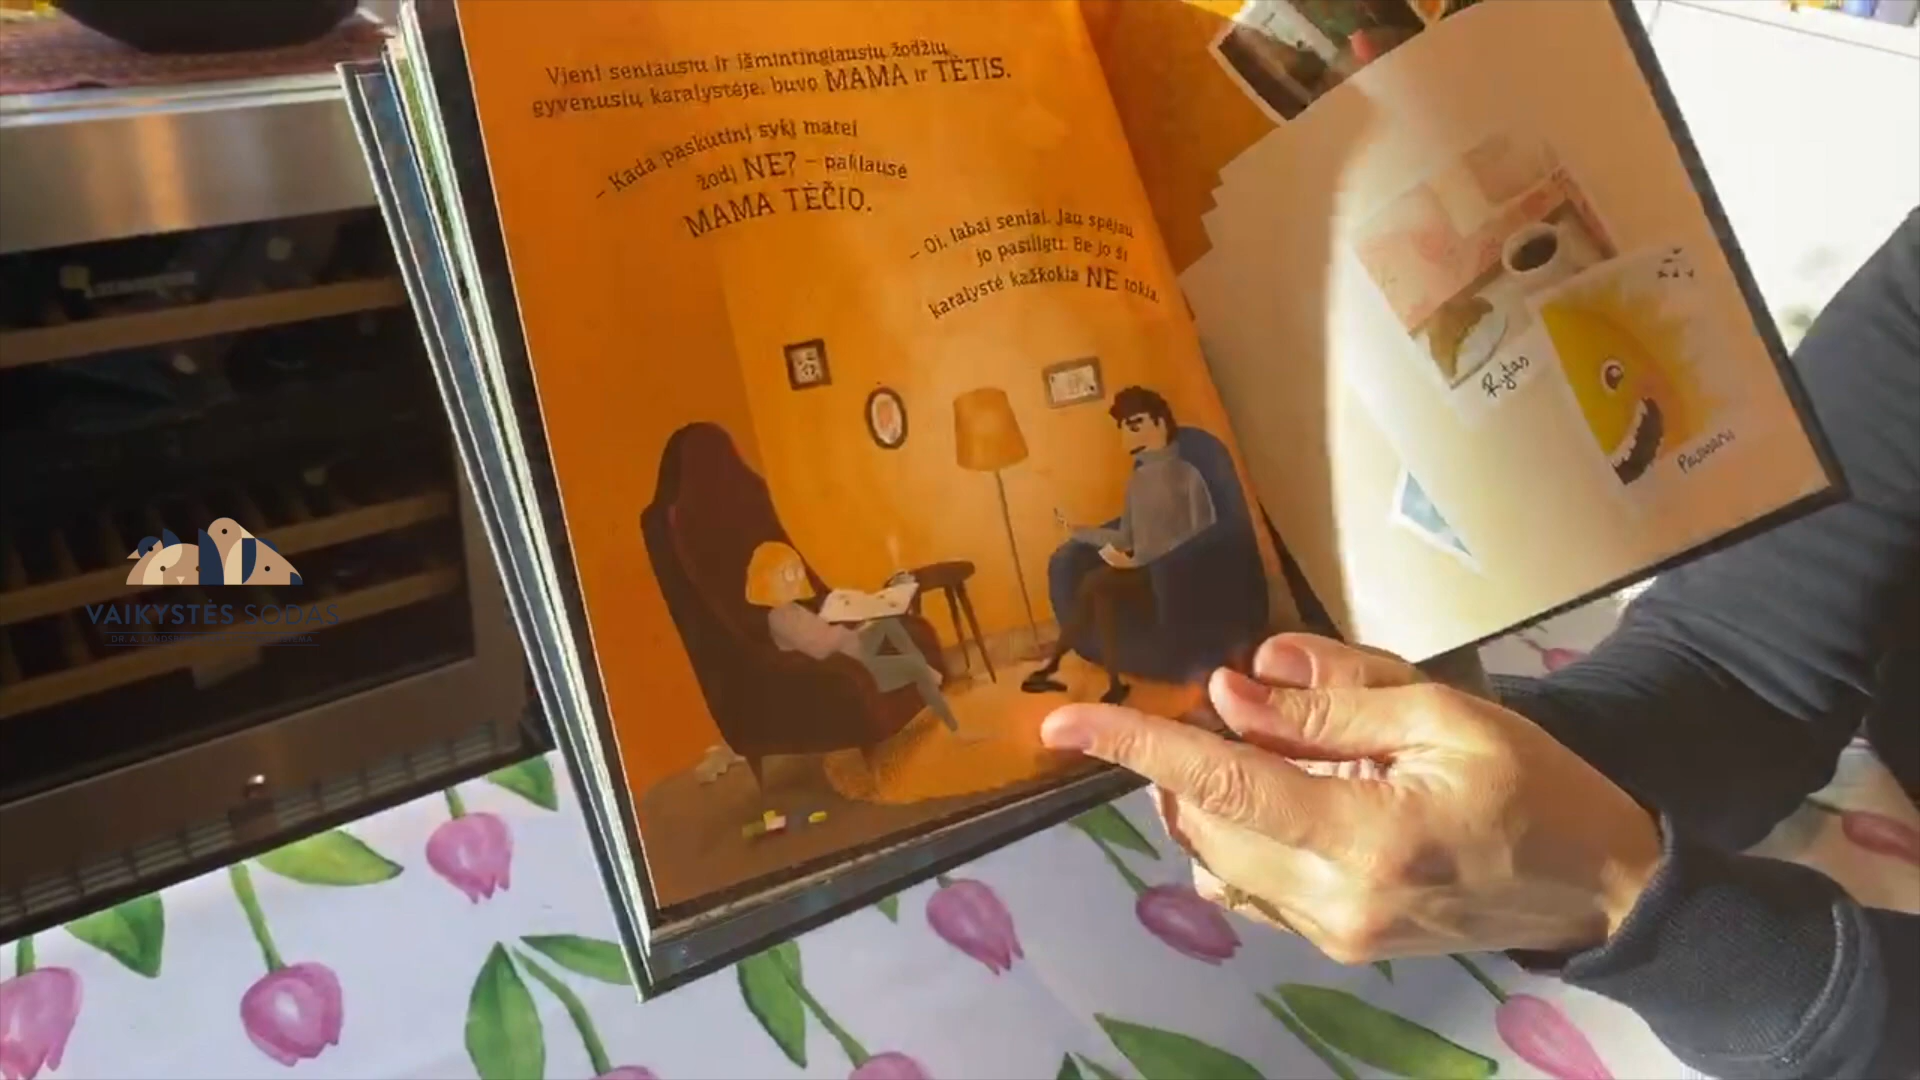 Vieni seniausių ir išmintingiausių žodžių,
gyvenusių karalystėje, buvo MAMA ir TĖTIS.
– Kada paskutinį sykį matei
žodį NE? – paklausė
MAMA TĖČIO.
– Oi, labai seniai. Jau spėjau
jo pasiilgti. Be jo ši
karalystė kažkokia NE tokia.
Rytas
VAIKYSTĖS SODAS